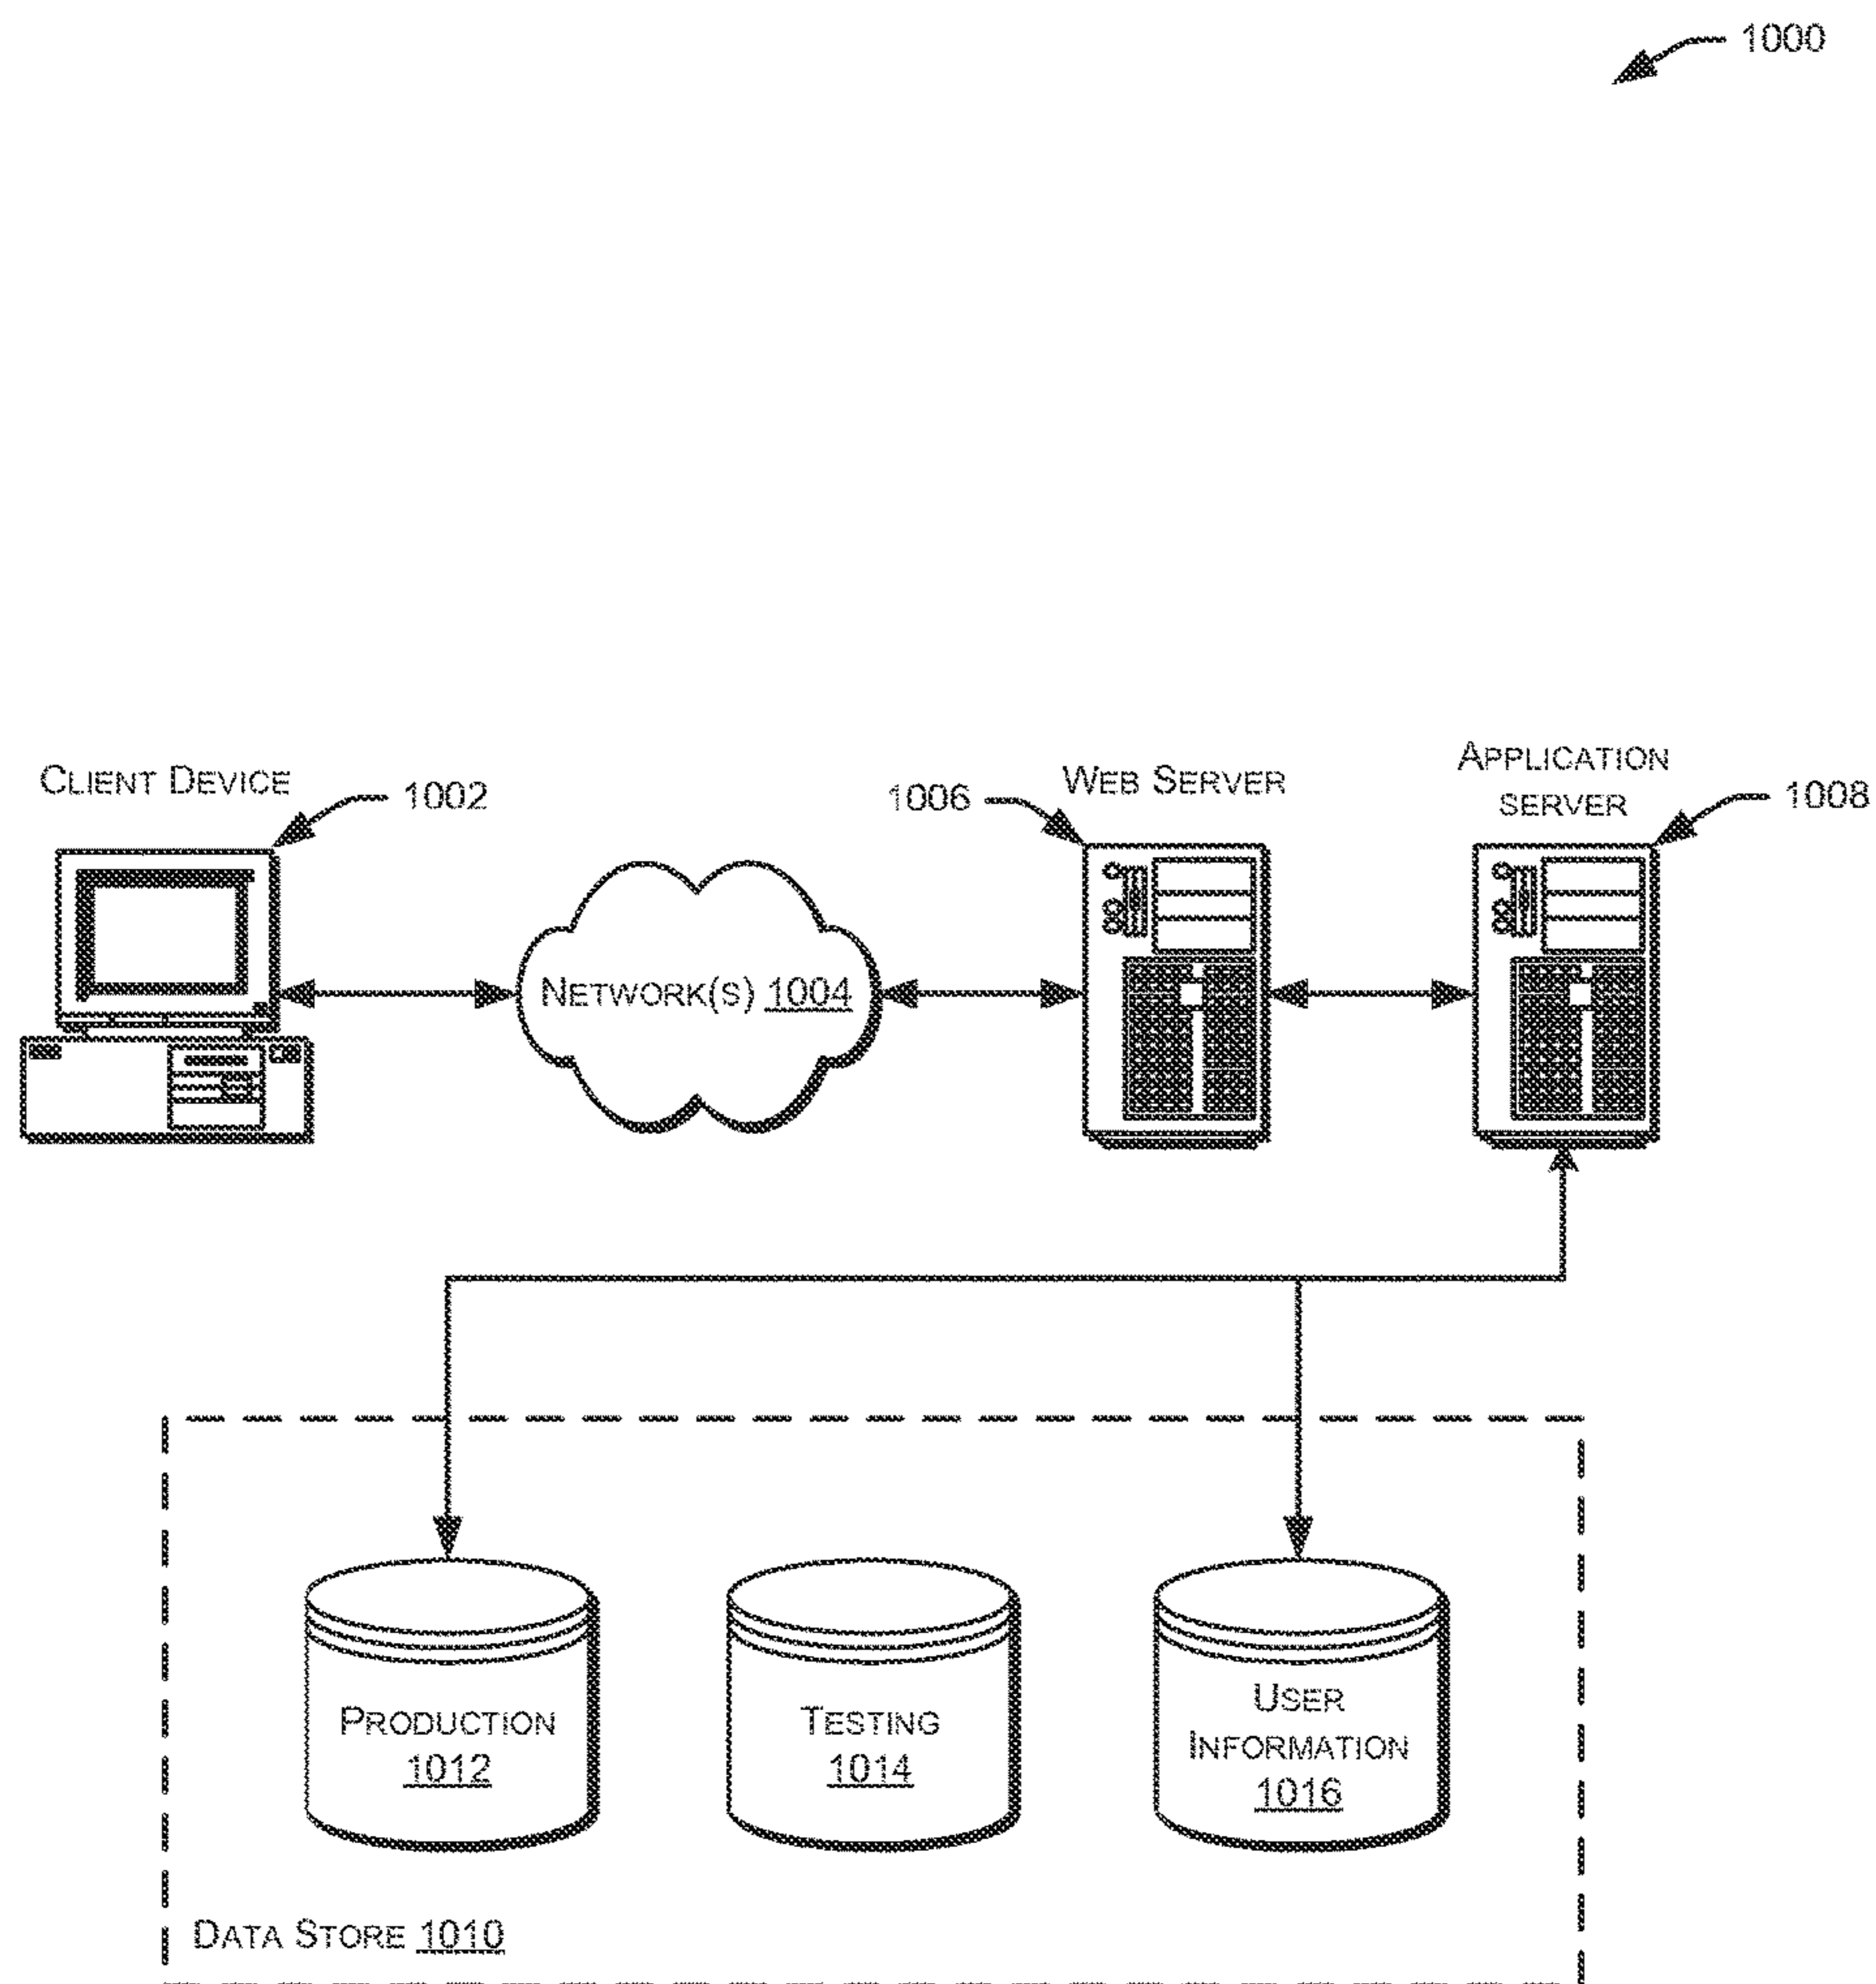 1000
CLIENT DEVICE
1002
1006
WEB SERVER
APPLICATION
SERVER
1008
NETWORK(S) 1004
PRODUCTION
1012
TESTING
1014
USER
INFORMATION
1016
DATA STORE 1010